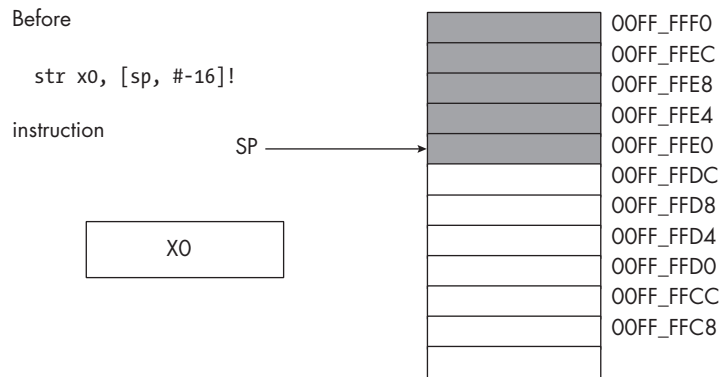 Before
str x0, [sp, #-16]!
instruction
SP
X0
00FF_FFF0
00FF_FFEC
00FF_FFE8
00FF_FFE4
00FF_FFE0
00FF_FFDC
00FF_FFD8
00FF_FFD4
00FF_FFD0
00FF_FFCC
00FF_FFC8